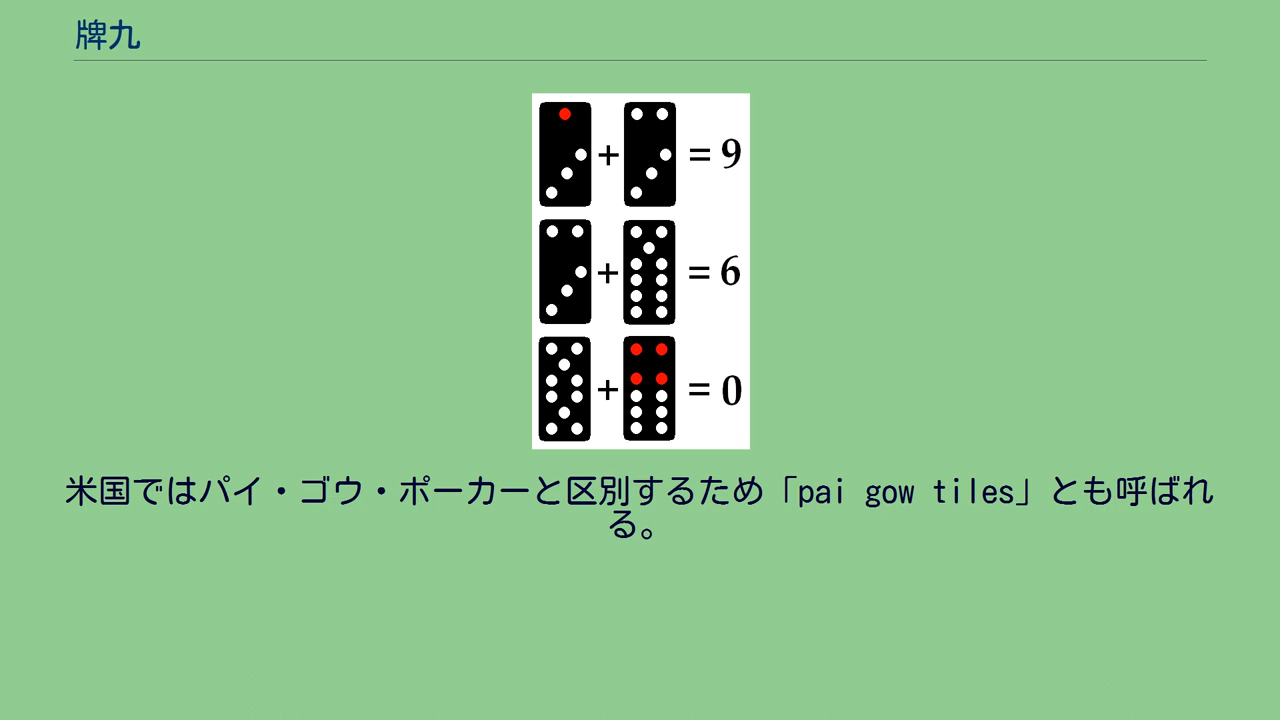 牌九
+ = 9
+ = 6
+ = 0
米国ではパイ・ゴウ・ポーカーと区別するため「pai gow tiles」とも呼ばれ
る。